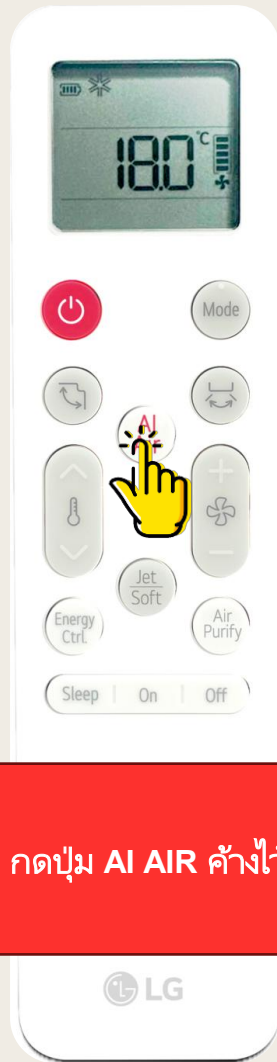 18.0 °C
Mode
AI
Jet
Soft
Energy
Ctrl
Air
Purify
Sleep On Off
กดปุ่ม AI AIR ค้างไว้
LG